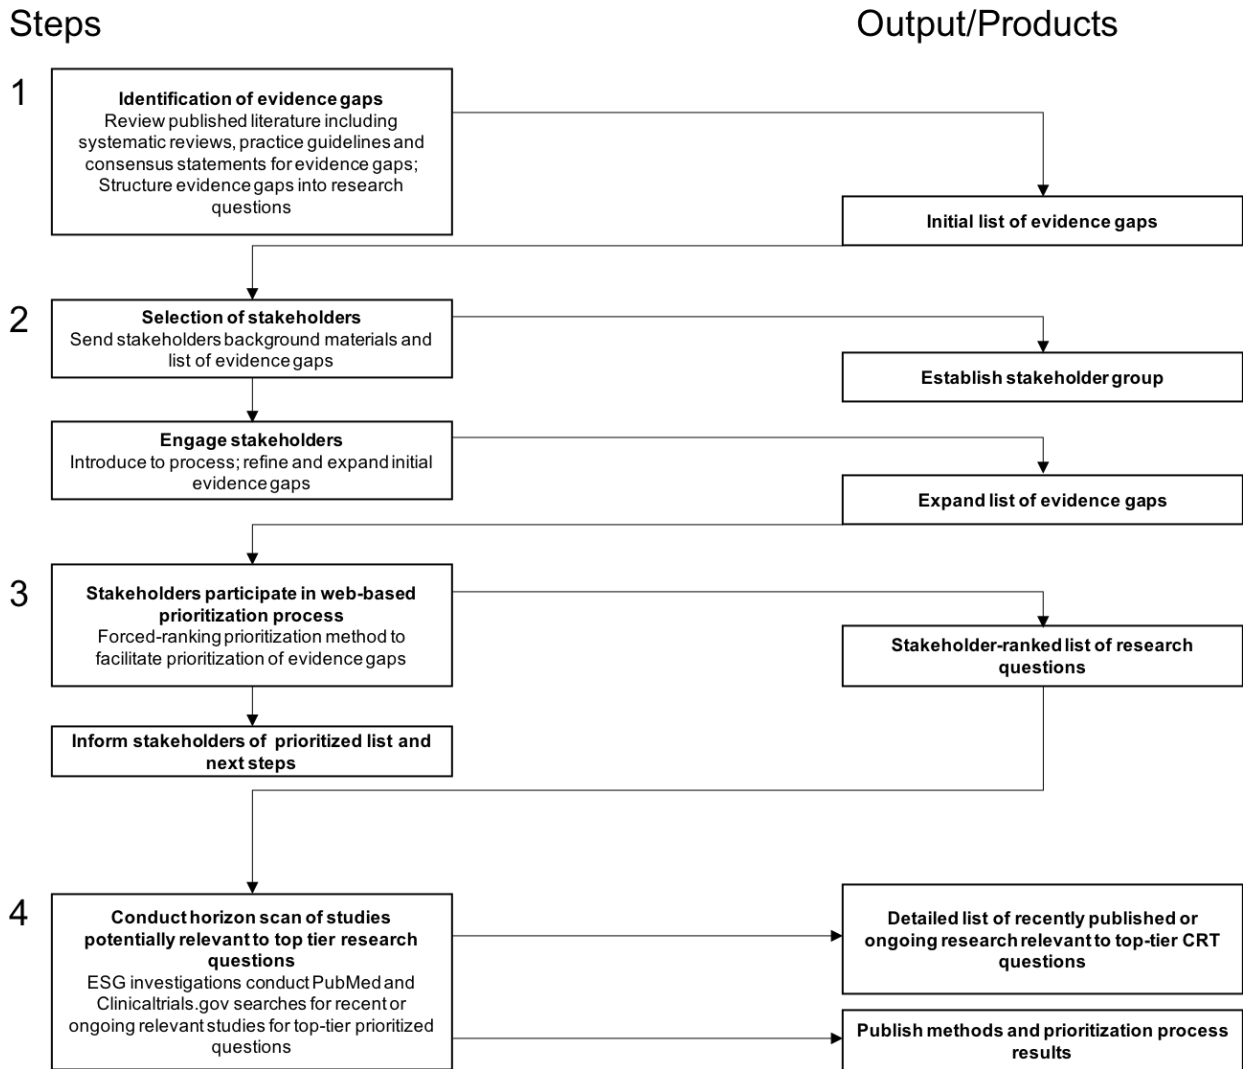 Steps
Output/Products
1
Identification of evidence gaps
Review published literature including
systematic reviews, practice guidelines and
consensus statements for evidence gaps;
Structure evidence gaps into research
questions
Initial list of evidence gaps
2
Selection of stakeholders
Send stakeholders background materials and
list of evidence gaps
Establish stakeholder group
Engage stakeholders
Introduce to process; refine and expand initial
evidence gaps
Expand list of evidence gaps
3
Stakeholders participate in web-based
prioritization process
Forced-ranking prioritization method to
facilitate prioritization of evidence gaps
Stakeholder-ranked list of research
questions
Inform stakeholders of prioritized list and
next steps
4
Conduct horizon scan of studies
potentially relevant to top tier research
questions
ESG investigations conduct PubMed and
Clinicaltrials.gov searches for recent or
ongoing relevant studies for top-tier prioritized
questions
Detailed list of recently published or
ongoing research relevant to top-tier CRT
questions
Publish methods and prioritization process
results